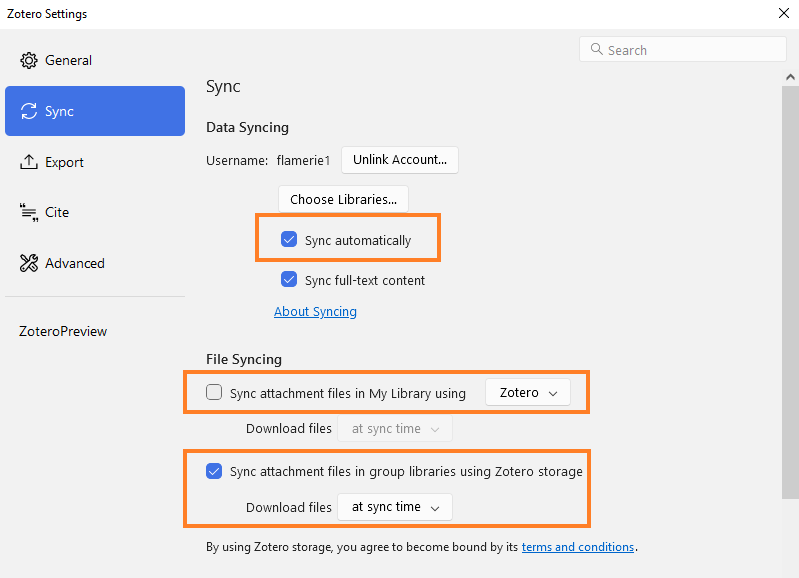 Zotero Settings
General
Search
Sync
Sync
Data Syncing
Username: flamerie1 Unlink Account...
Export
Choose Libraries...
Cite
Sync automatically
Advanced
Sync full-text content
About Syncing
ZoteroPreview
File Syncing
Sync attachment files in My Library using Zotero
Download files at sync time
Sync attachment files in group libraries using Zotero storage
Download files at sync time
By using Zotero storage, you agree to become bound by its terms and conditions.